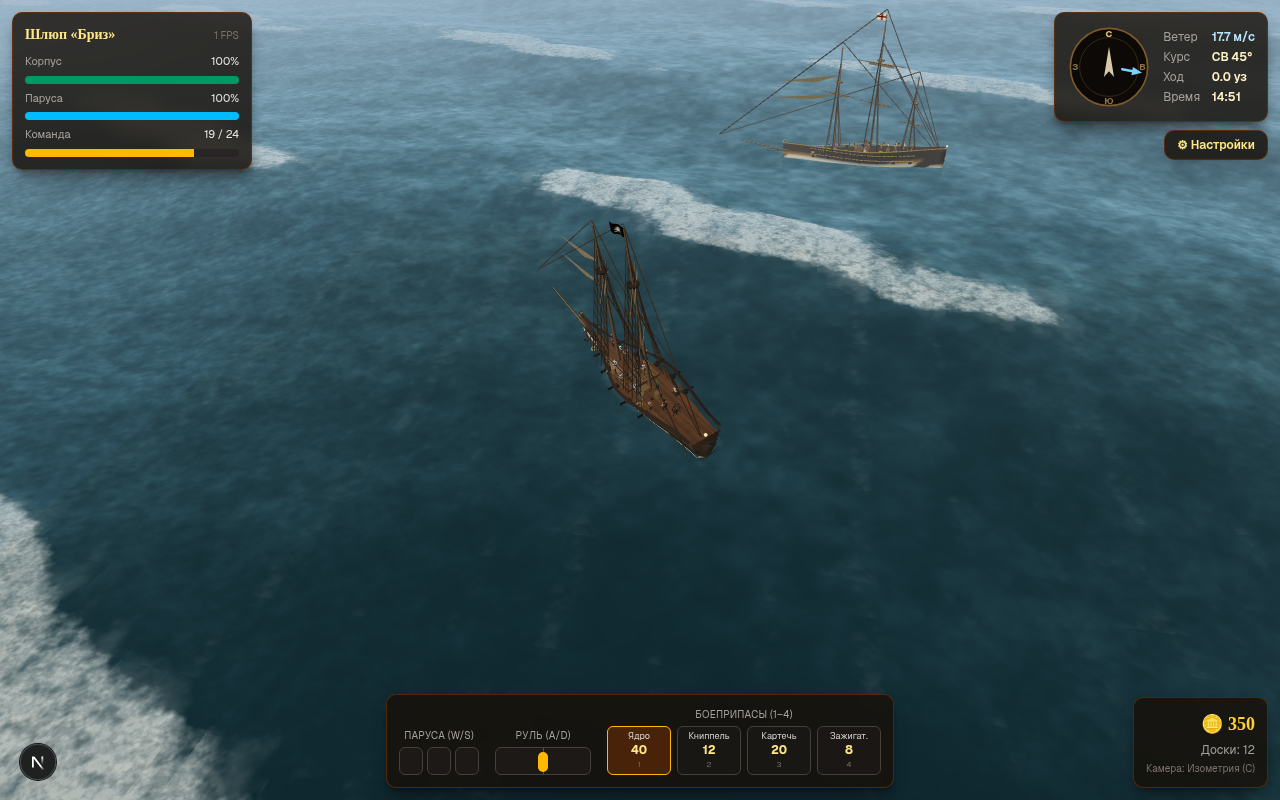 Шлюп «Бриз»
1 FPS
Корпус
100%
Паруса
100%
Команда
19 / 24
С
З
В
Ю
Ветер
17.7 м/с
Курс
СВ 45°
Ход
0.0 уз
Время
14:51
⚙ Настройки
ПАРУСА (W/S)
РУЛЬ (A/D)
БОЕПРИПАСЫ (1–4)
Ядро
40
1
Книппель
12
2
Картечь
20
3
Зажигат.
8
4
350
Доски: 12
Камера: Изометрия (C)
N